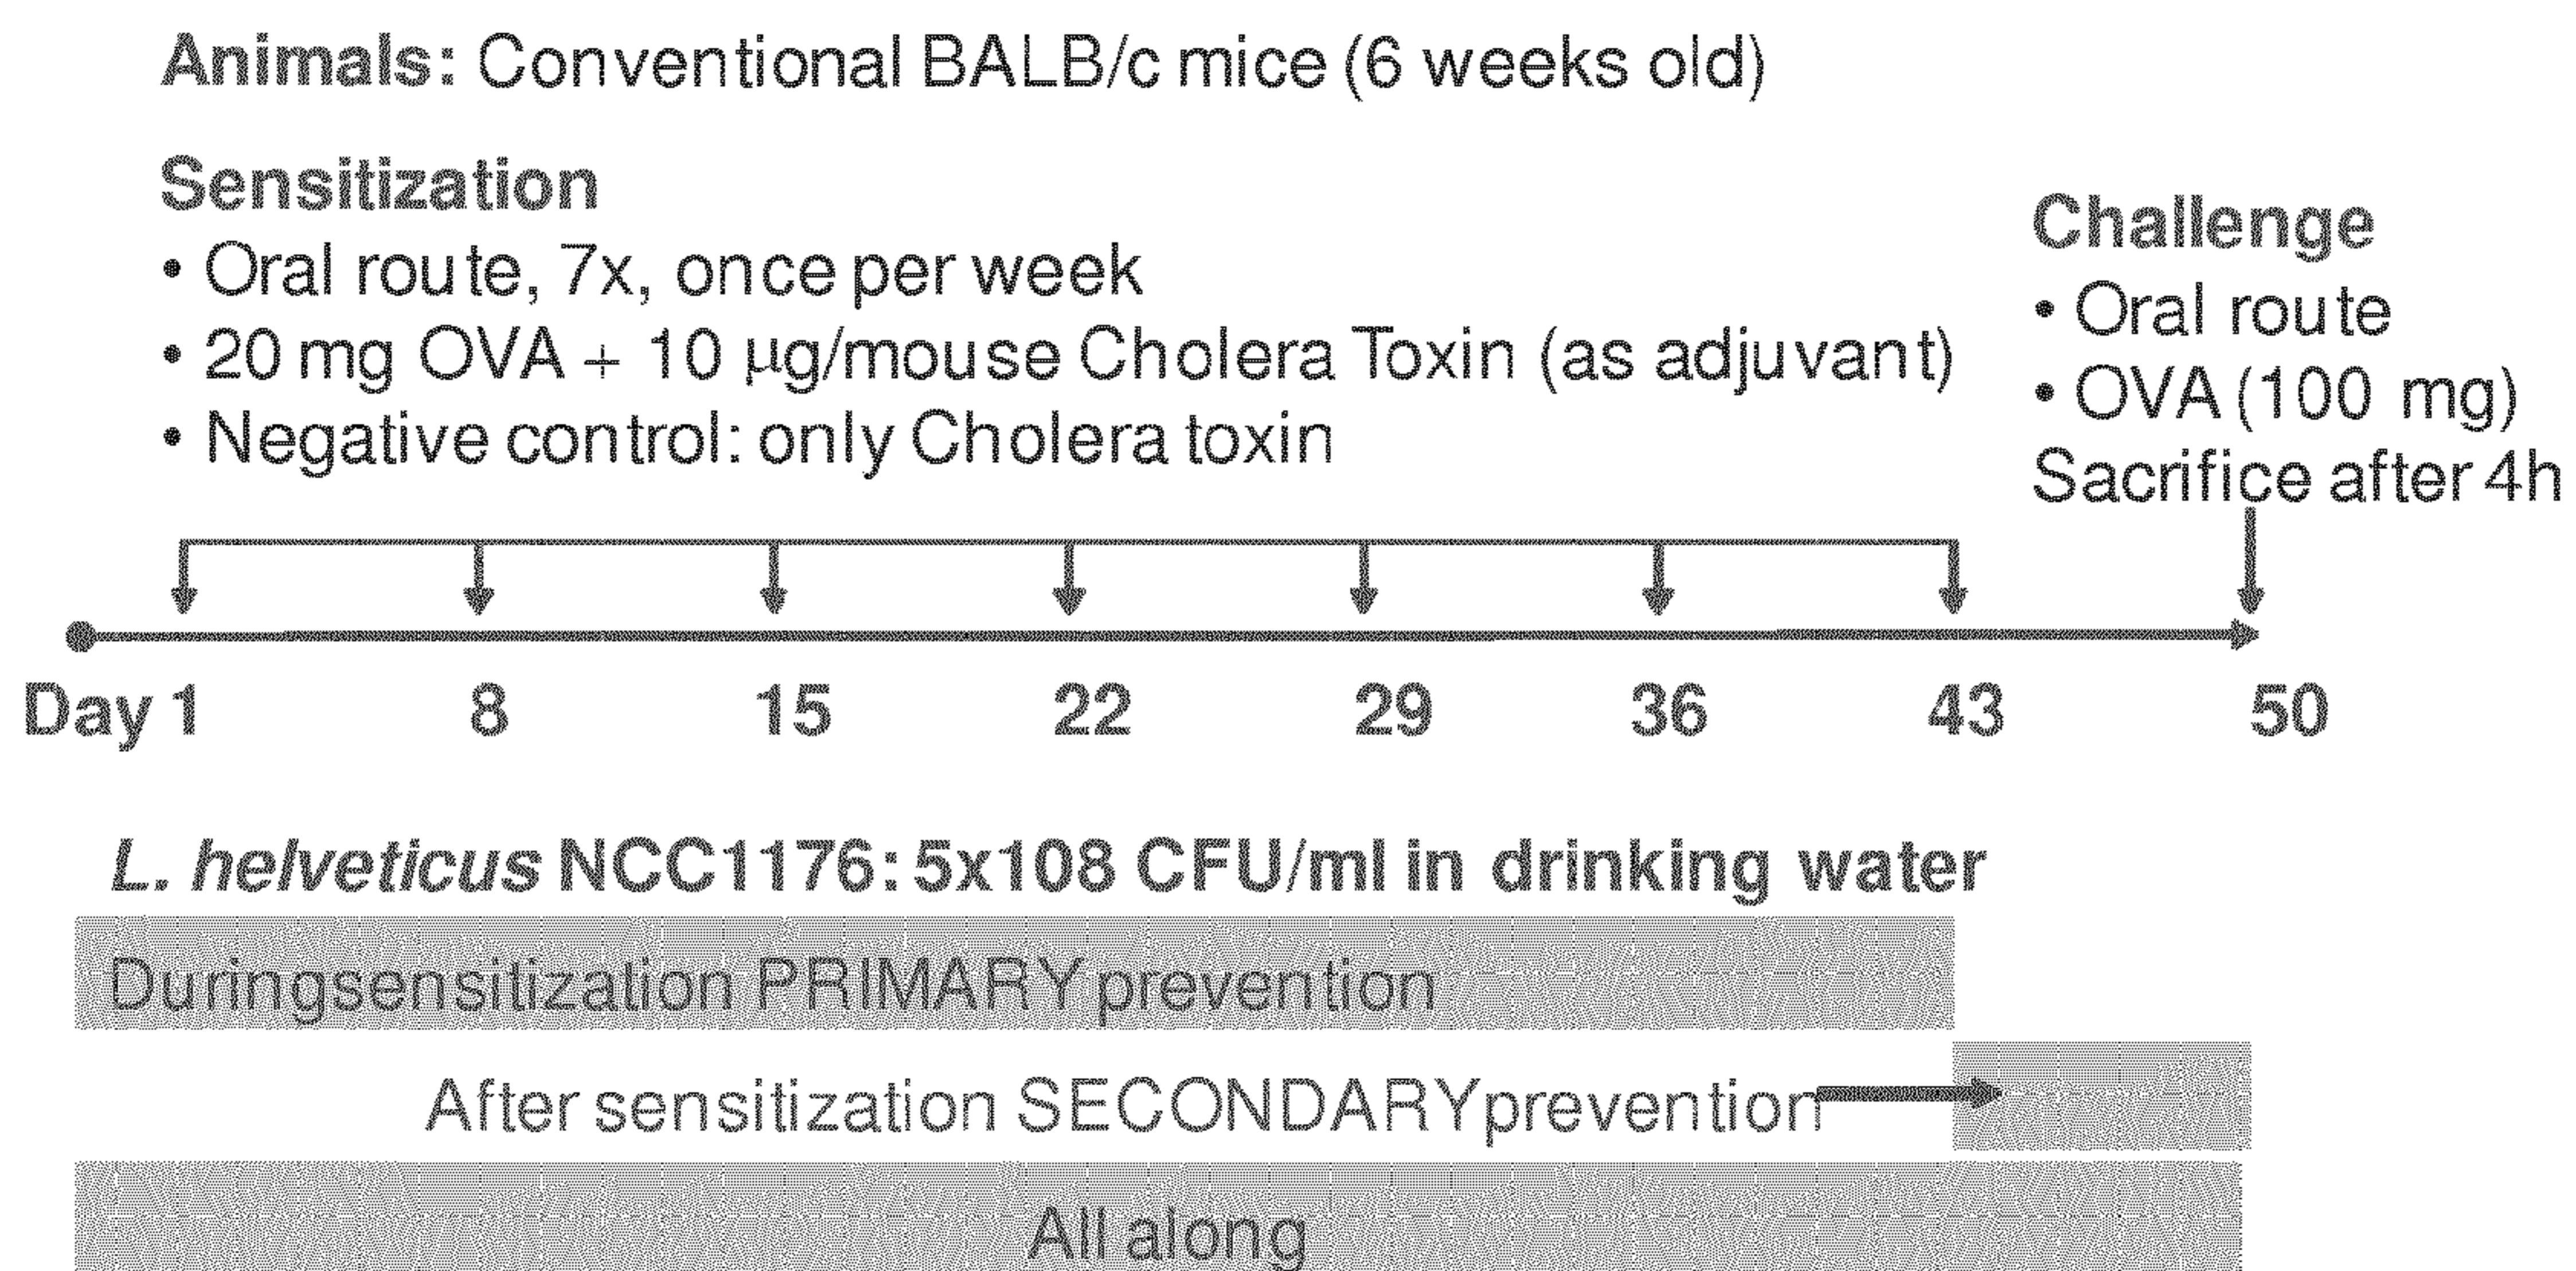 Animals: Conventional BALB/c mice (6 weeks old)
Sensitization
• Oral route, 7x, once per week
• 20 mg OVA + 10 µg/mouse Cholera Toxin (as adjuvant)
• Negative control: only Cholera toxin
Challenge
• Oral route
• OVA (100 mg)
Sacrifice after 4h
Day 1 8 15 22 29 36 43 50
L. helveticus NCC1176: 5x108 CFU/ml in drinking water
Duringsensitization PRIMARY prevention
After sensitization SECONDARYprevention
All along